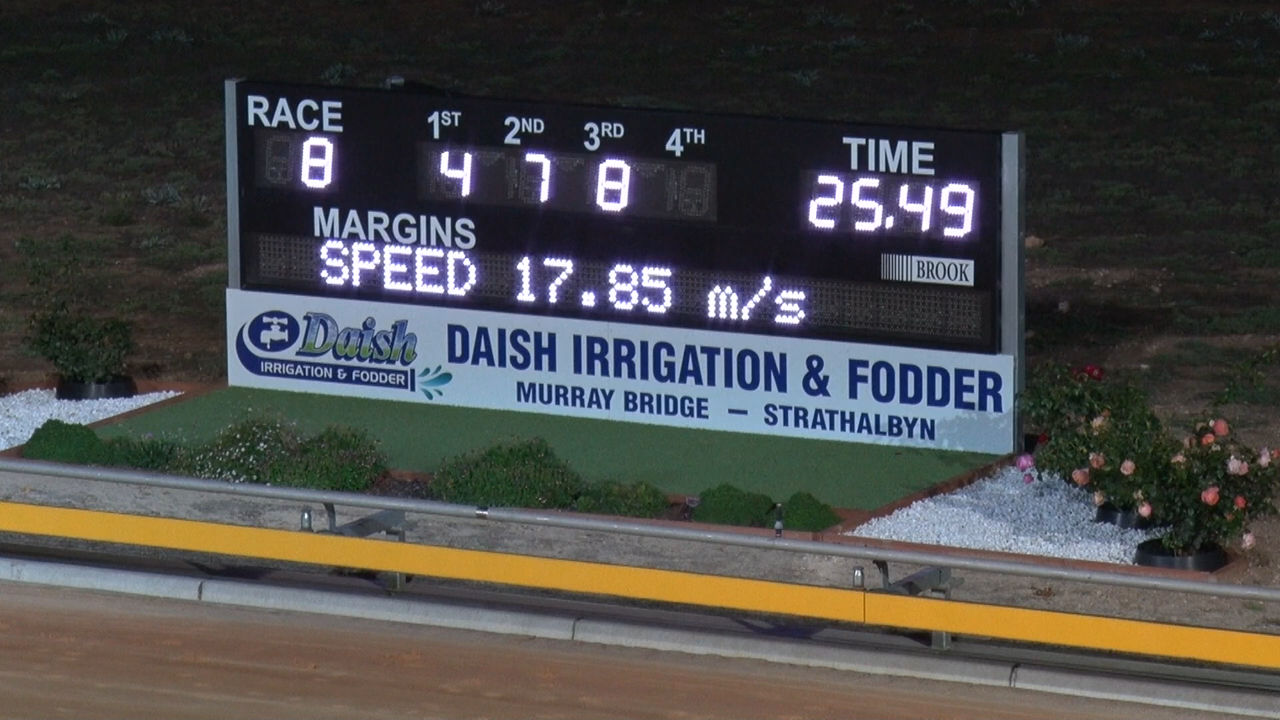 RACE 1ST 2ND 3RD 4TH TIME
8 4 7 8 25.49
MARGINS
SPEED 17.85 m/s
BROOK
Daish
IRRIGATION & FODDER
DAISH IRRIGATION & FODDER
MURRAY BRIDGE – STRATHALBYN